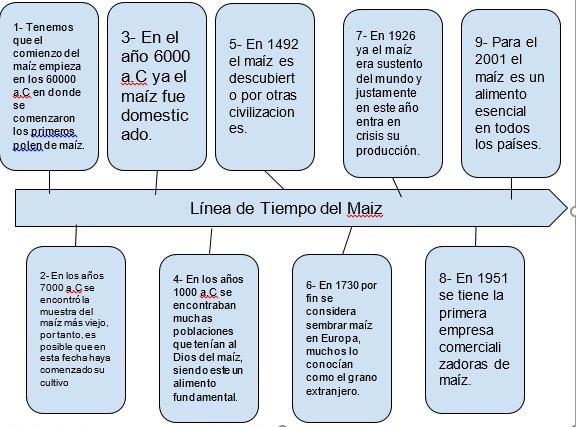 1- Tenemos
que el
comienzo del
maíz empieza
en los 60000
a.C en donde
se
comenzaron
los primeros
polen de maíz.
3- En el
año 6000
a.C ya el
maíz fue
domestic
ado.
5- En 1492
el maíz es
descubiert
o por otras
civilizacion
es.
7- En 1926
ya el maíz
era sustento
del mundo y
justamente
en este año
entra en
crisis su
producción.
9- Para el
2001 el
maíz es un
alimento
esencial
en todos
los países.
Línea de Tiempo del Maiz
2- En los años
7000 a.C se
encontró la
muestra del
maíz más viejo,
por tanto, es
posible que en
esta fecha haya
comenzado su
cultivo
4- En los años
1000 a.C se
encontraban
muchas
poblaciones
que tenían al
Dios del maíz,
siendo este un
alimento
fundamental.
6- En 1730 por
fin se
considera
sembrar maíz
en Europa,
muchos lo
conocían
como el grano
extranjero.
8- En 1951
se tiene la
primera
empresa
comerciali
zadoras de
maíz.